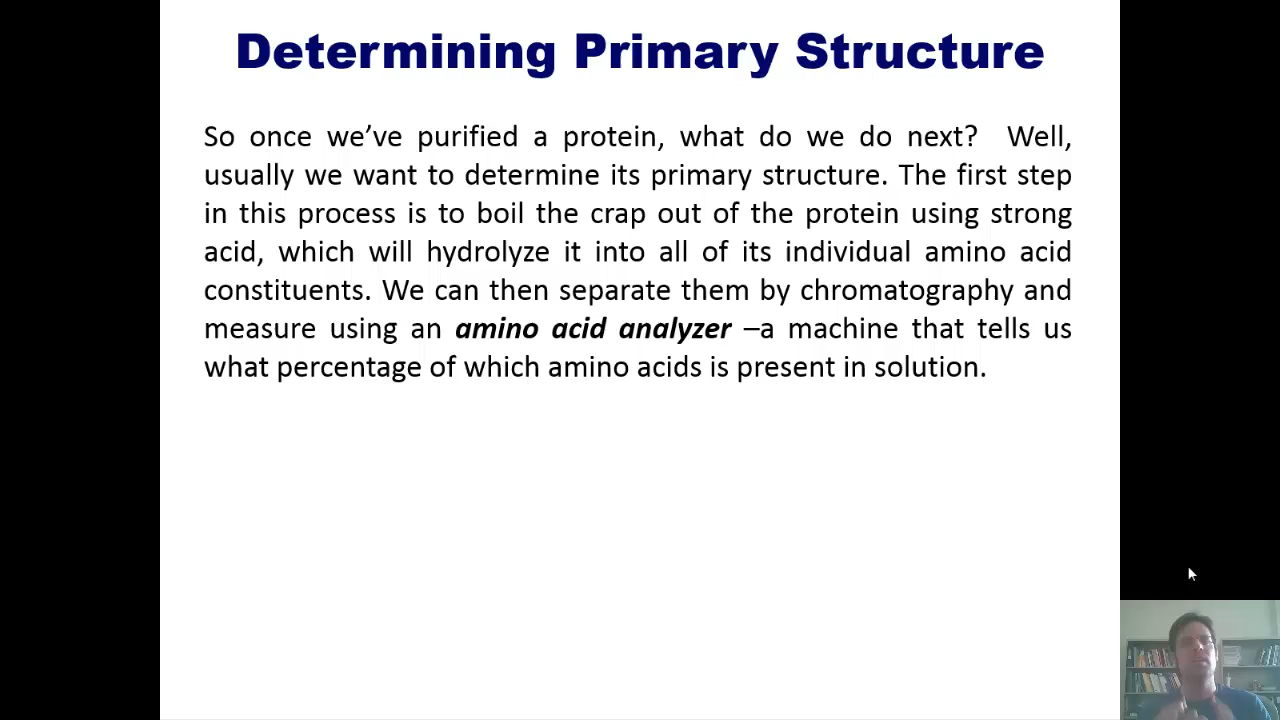 Determining Primary Structure
So once we’ve purified a protein, what do we do next? Well,
usually we want to determine its primary structure. The first step
in this process is to boil the crap out of the protein using strong
acid, which will hydrolyze it into all of its individual amino acid
constituents. We can then separate them by chromatography and
measure using an amino acid analyzer –a machine that tells us
what percentage of which amino acids is present in solution.